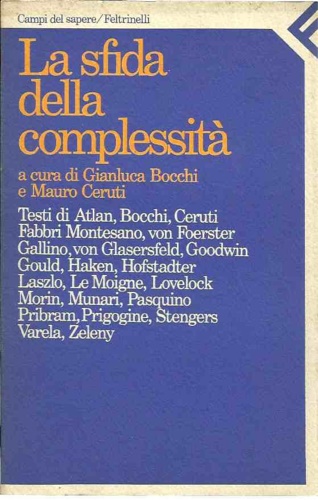 Campi del sapere/Feltrinelli
La sfida
della
complessità
a cura di Gianluca Bocchi
e Mauro Ceruti
Testi di Atlan, Bocchi, Ceruti
Fabbri Montesano, von Foerster
Gallino, von Glasersfeld, Goodwin
Gould, Haken, Hofstadter
Laszlo, Le Moigne, Lovelock
Morin, Munari, Pasquino
Pribram, Prigogine, Stengers
Varela, Zeleny